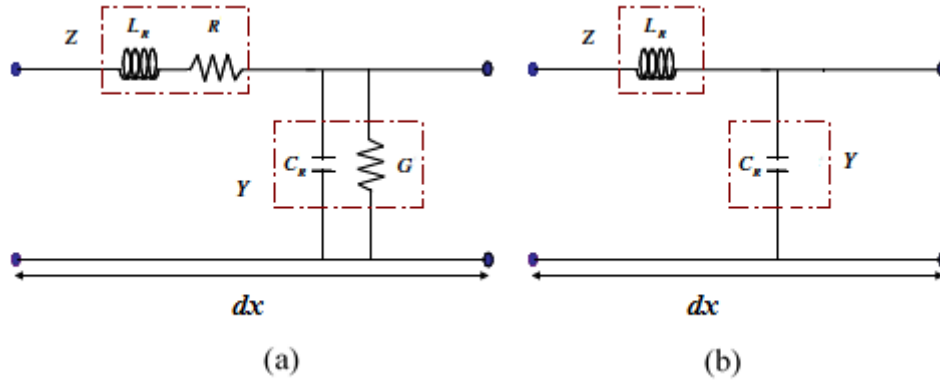 Z L_R R
C_R G
Y
dx
(a)
Z L_R
C_R Y
dx
(b)